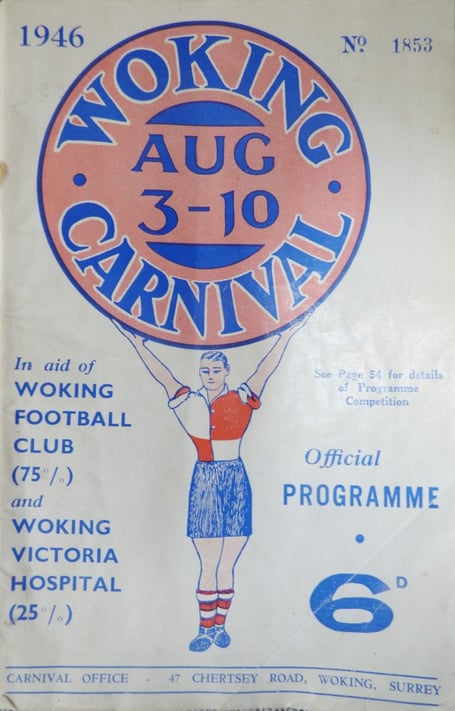 1946
Nº 1853
WOKING
AUG
3-10
CARNIVAL
In aid of
WOKING
FOOTBALL
CLUB
(75%)
and
WOKING
VICTORIA
HOSPITAL
(25%)
See Page 54 for details
of Programme
Competition
Official
PROGRAMME
6D
CARNIVAL OFFICE . 47 CHERTSEY ROAD, WOKING, SURREY